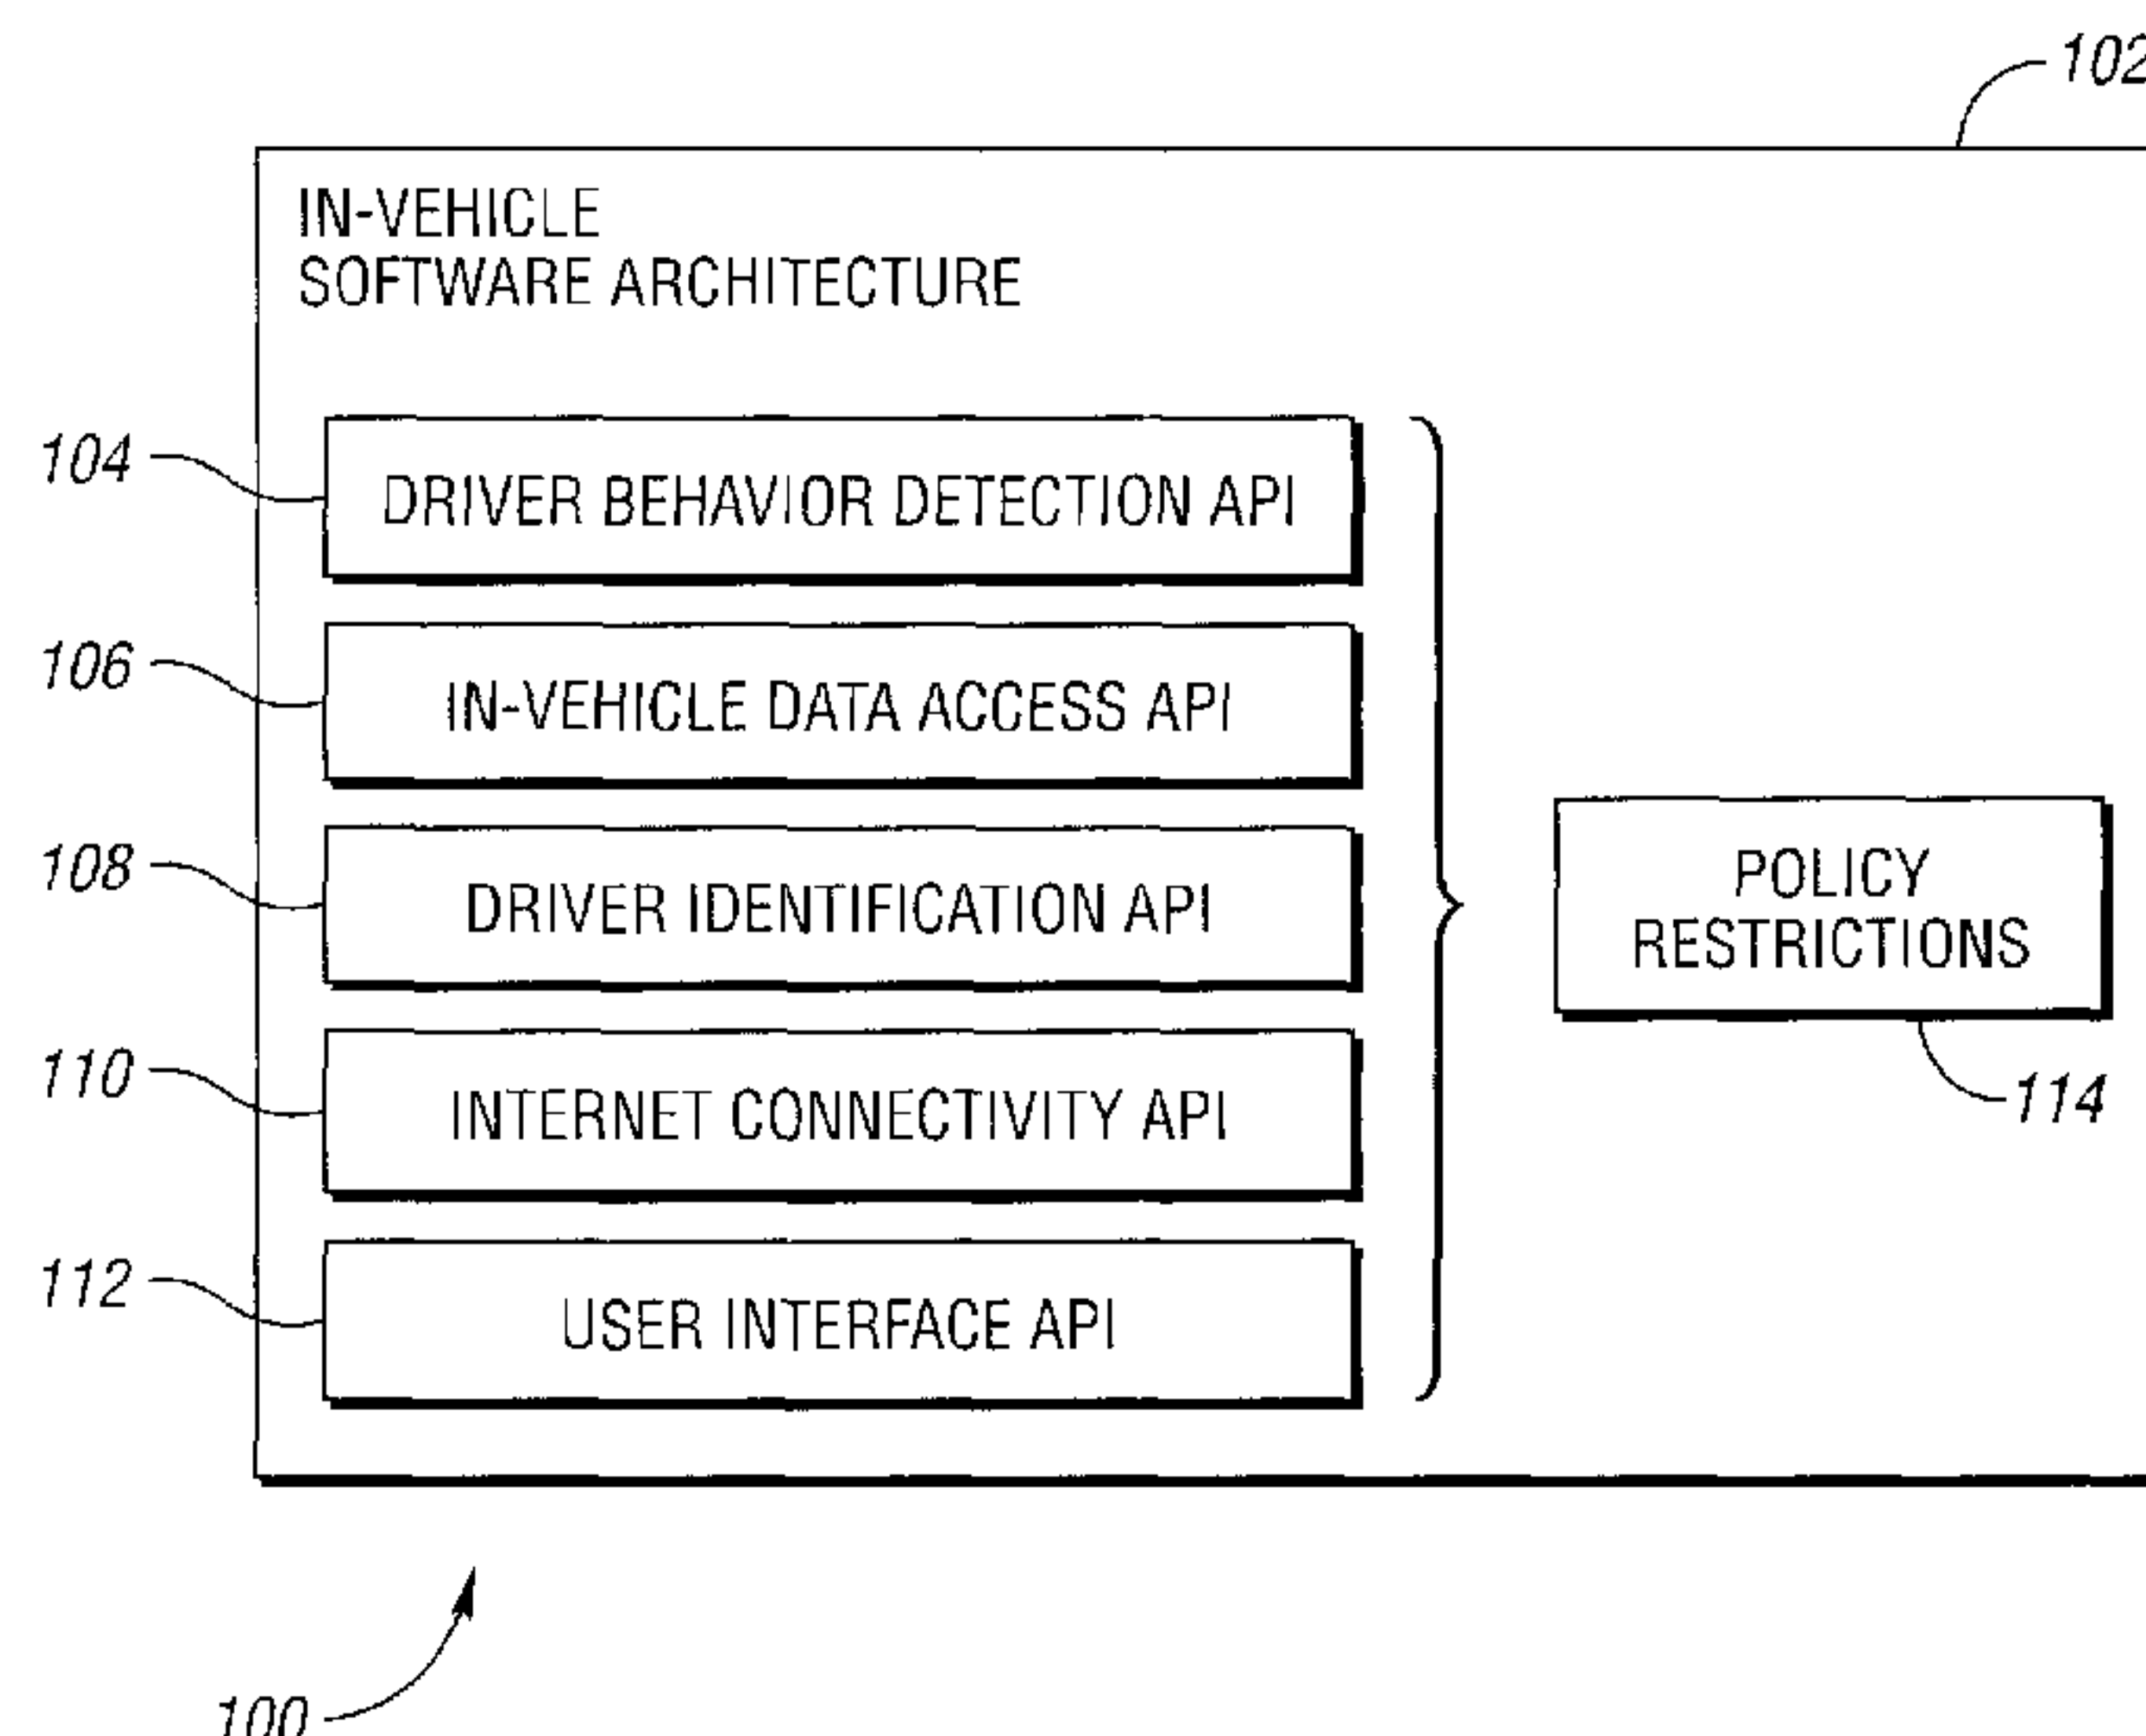 102
IN-VEHICLE
SOFTWARE ARCHITECTURE
104
DRIVER BEHAVIOR DETECTION API
106
IN-VEHICLE DATA ACCESS API
108
DRIVER IDENTIFICATION API
110
INTERNET CONNECTIVITY API
112
USER INTERFACE API
POLICY
RESTRICTIONS
114
100